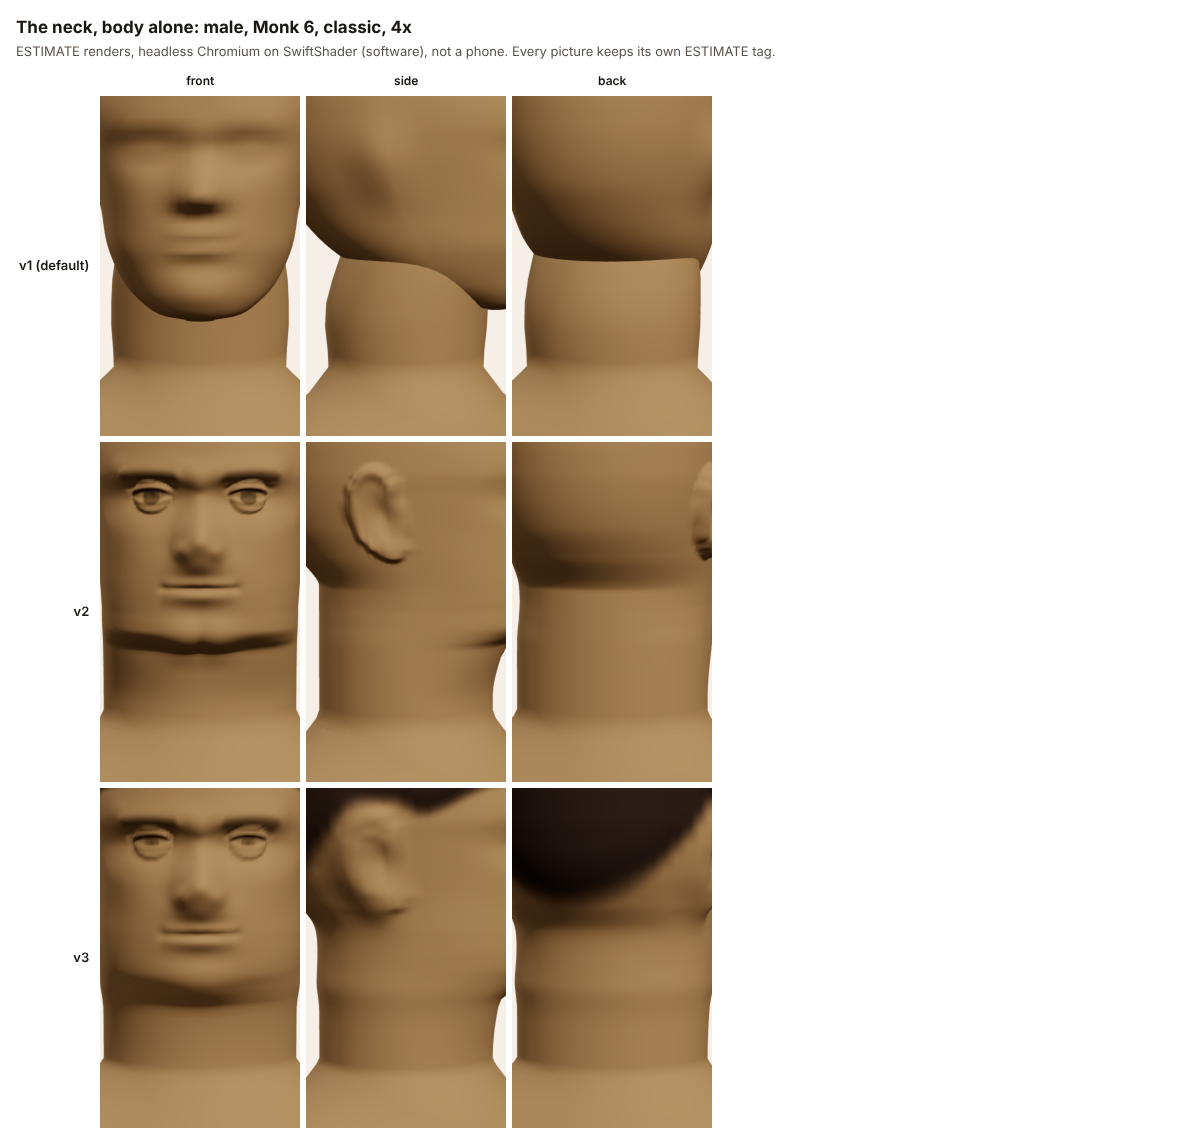 The neck, body alone: male, Monk 6, classic, 4x
ESTIMATE renders, headless Chromium on SwiftShader (software), not a phone. Every picture keeps its own ESTIMATE tag.
front side back
v1 (default)
v2
v3